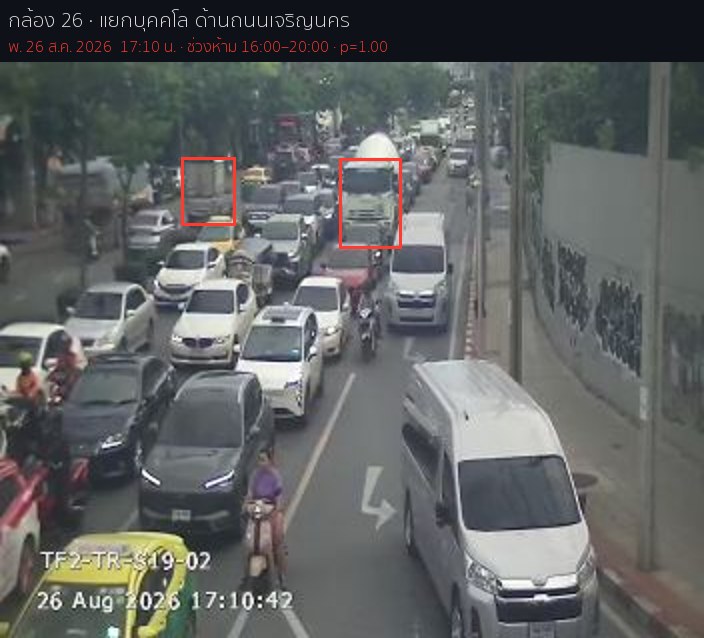 กล้อง 26 · แยกบุคคโล ด้านถนนเจริญนคร
พ. 26 ส.ค. 2026 17:10 น. · ช่วงห้าม 16:00–20:00 · p=1.00
TF2-TR-S19-02
26 Aug 2026 17:10:42